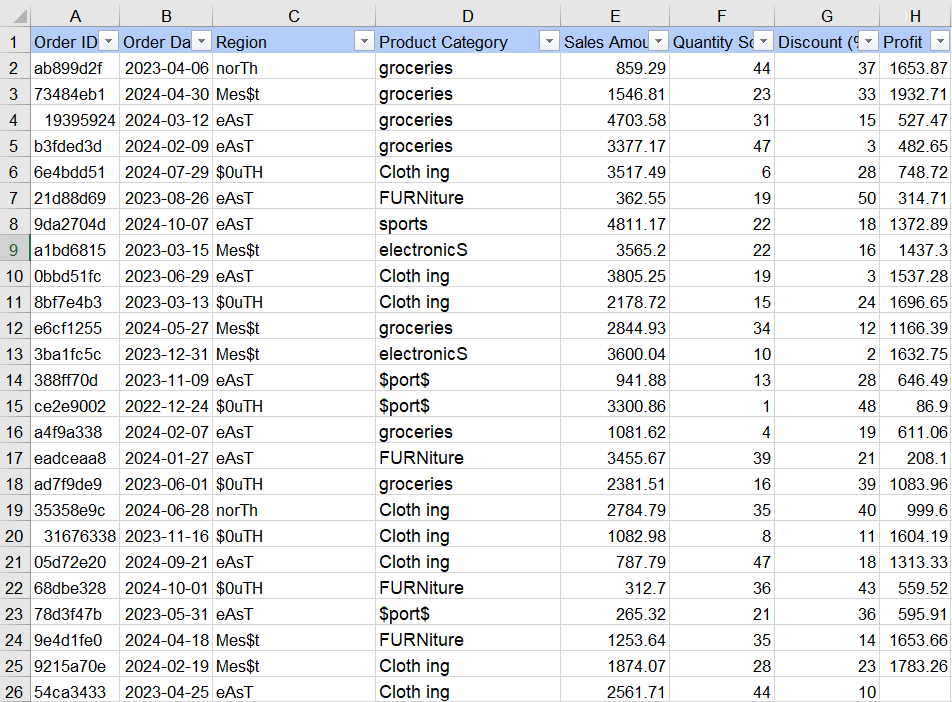 A B C D E F G H
1 Order ID Order Da Region Product Category Sales Amou Quantity So Discount (% Profit
2 ab899d2f 2023-04-06 norTh groceries 859.29 44 37 1653.87
3 73484eb1 2024-04-30 Mes$t groceries 1546.81 23 33 1932.71
4 19395924 2024-03-12 eAsT groceries 4703.58 31 15 527.47
5 b3fded3d 2024-02-09 eAsT groceries 3377.17 47 3 482.65
6 6e4bdd51 2024-07-29 $0uTH Cloth ing 3517.49 6 28 748.72
7 21d88d69 2023-08-26 eAsT FURNiture 362.55 19 50 314.71
8 9da2704d 2024-10-07 eAsT sports 4811.17 22 18 1372.89
9 a1bd6815 2023-03-15 Mes$t electronicS 3565.2 22 16 1437.3
10 0bbd51fc 2023-06-29 eAsT Cloth ing 3805.25 19 3 1537.28
11 8bf7e4b3 2023-03-13 $0uTH Cloth ing 2178.72 15 24 1696.65
12 e6cf1255 2024-05-27 Mes$t groceries 2844.93 34 12 1166.39
13 3ba1fc5c 2023-12-31 Mes$t electronicS 3600.04 10 2 1632.75
14 388ff70d 2023-11-09 eAsT $port$ 941.88 13 28 646.49
15 ce2e9002 2022-12-24 $0uTH $port$ 3300.86 1 48 86.9
16 a4f9a338 2024-02-07 eAsT groceries 1081.62 4 19 611.06
17 eadceaa8 2024-01-27 eAsT FURNiture 3455.67 39 21 208.1
18 ad7f9de9 2023-06-01 $0uTH groceries 2381.51 16 39 1083.96
19 35358e9c 2024-06-28 norTh Cloth ing 2784.79 35 40 999.6
20 31676338 2023-11-16 $0uTH Cloth ing 1082.98 8 11 1604.19
21 05d72e20 2024-09-21 eAsT Cloth ing 787.79 47 18 1313.33
22 68dbe328 2024-10-01 $0uTH FURNiture 312.7 36 43 559.52
23 78d3f47b 2023-05-31 eAsT $port$ 265.32 21 36 595.91
24 9e4d1fe0 2024-04-18 Mes$t FURNiture 1253.64 35 14 1653.66
25 9215a70e 2024-02-19 Mes$t Cloth ing 1874.07 28 23 1783.26
26 54ca3433 2023-04-25 eAsT Cloth ing 2561.71 44 10